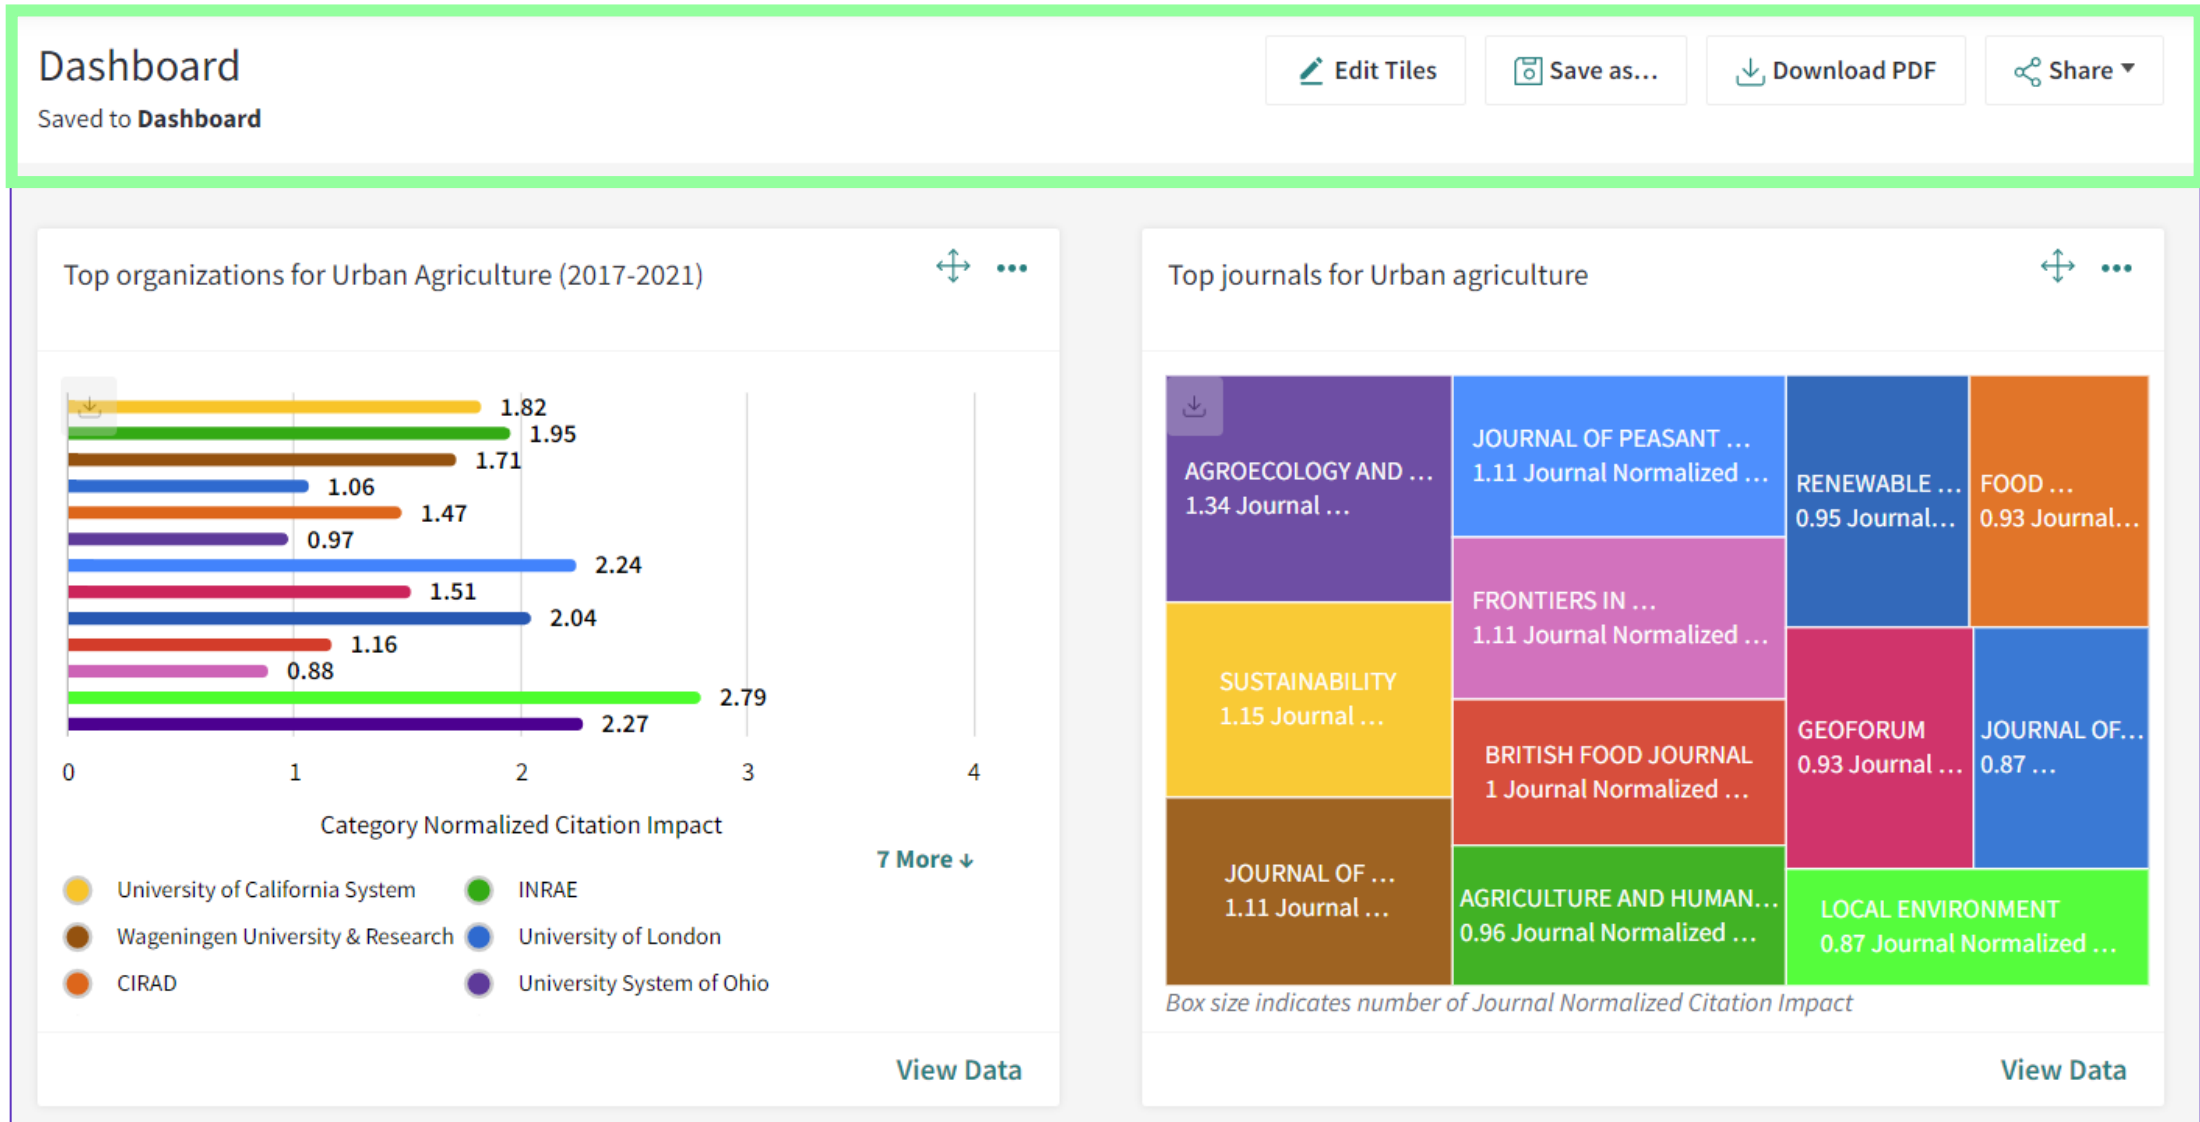 Dashboard
Saved to Dashboard
Edit Tiles
Save as...
Download PDF
Share
Top organizations for Urban Agriculture (2017-2021)
1.82
1.95
1.71
1.06
1.47
0.97
2.24
1.51
2.04
1.16
0.88
2.79
2.27
0 1 2 3 4
Category Normalized Citation Impact
7 More
University of California System
INRAE
Wageningen University & Research
University of London
CIRAD
University System of Ohio
View Data
Top journals for Urban agriculture
AGROECOLOGY AND ...
1.34 Journal ...
SUSTAINABILITY
1.15 Journal ...
JOURNAL OF ...
1.11 Journal ...
JOURNAL OF PEASANT ...
1.11 Journal Normalized ...
FRONTIERS IN ...
1.11 Journal Normalized ...
BRITISH FOOD JOURNAL
1 Journal Normalized ...
AGRICULTURE AND HUMAN...
0.96 Journal Normalized ...
RENEWABLE ...
0.95 Journal...
FOOD ...
0.93 Journal...
GEOFORUM
0.93 Journal ...
JOURNAL OF...
0.87 ...
LOCAL ENVIRONMENT
0.87 Journal Normalized ...
Box size indicates number of Journal Normalized Citation Impact
View Data